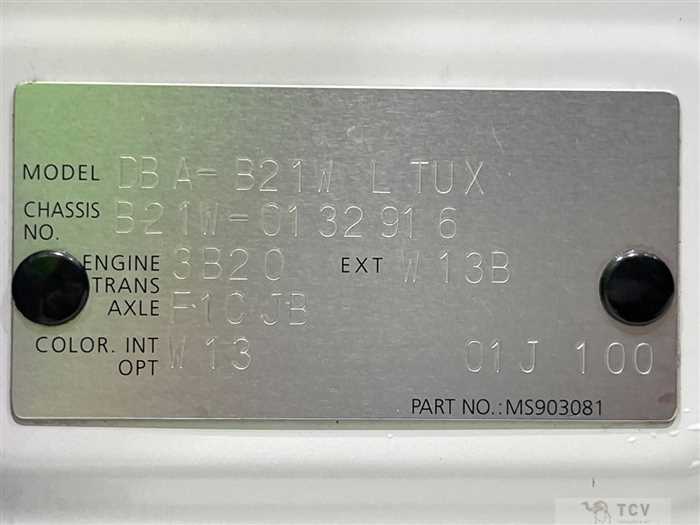 MODEL DBA-B21W LTUX
CHASSIS NO. B21W-0132916
ENGINE 3B20 EXT W13B
TRANS AXLE F1CJB
COLOR. INT OPT W13 01J 100
PART NO.:MS903081
TCV